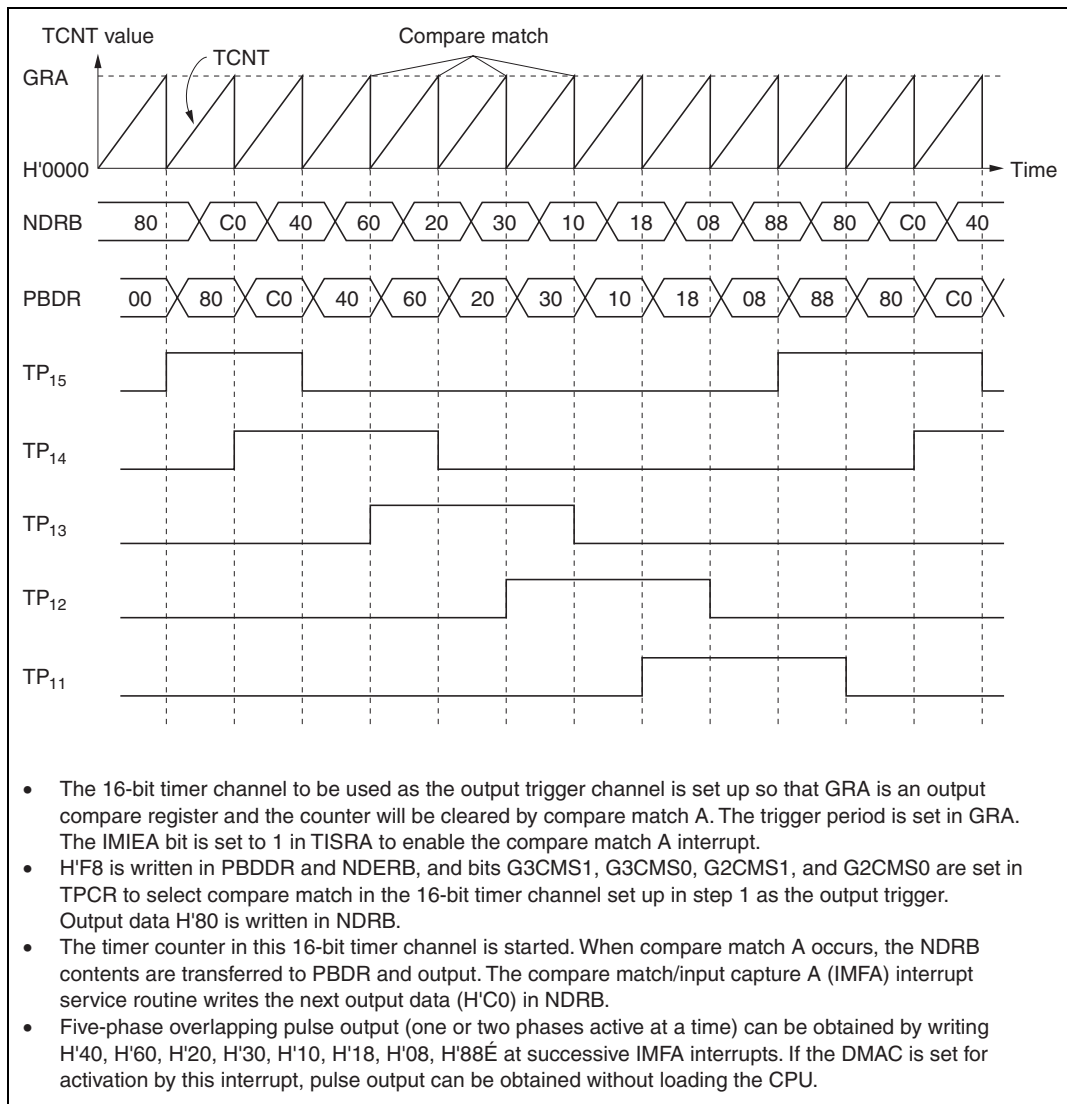 TCNT value
Compare match
TCNT
GRA
H'0000
Time
NDRB 80 C0 40 60 20 30 10 18 08 88 80 C0 40
PBDR 00 80 C0 40 60 20 30 10 18 08 88 80 C0
TP15
TP14
TP13
TP12
TP11
• The 16-bit timer channel to be used as the output trigger channel is set up so that GRA is an output
compare register and the counter will be cleared by compare match A. The trigger period is set in GRA.
The IMIEA bit is set to 1 in TISRA to enable the compare match A interrupt.
• H'F8 is written in PBDDR and NDERB, and bits G3CMS1, G3CMS0, G2CMS1, and G2CMS0 are set in
TPCR to select compare match in the 16-bit timer channel set up in step 1 as the output trigger.
Output data H'80 is written in NDRB.
• The timer counter in this 16-bit timer channel is started. When compare match A occurs, the NDRB
contents are transferred to PBDR and output. The compare match/input capture A (IMFA) interrupt
service routine writes the next output data (H'C0) in NDRB.
• Five-phase overlapping pulse output (one or two phases active at a time) can be obtained by writing
H'40, H'60, H'20, H'30, H'10, H'18, H'08, H'88É at successive IMFA interrupts. If the DMAC is set for
activation by this interrupt, pulse output can be obtained without loading the CPU.